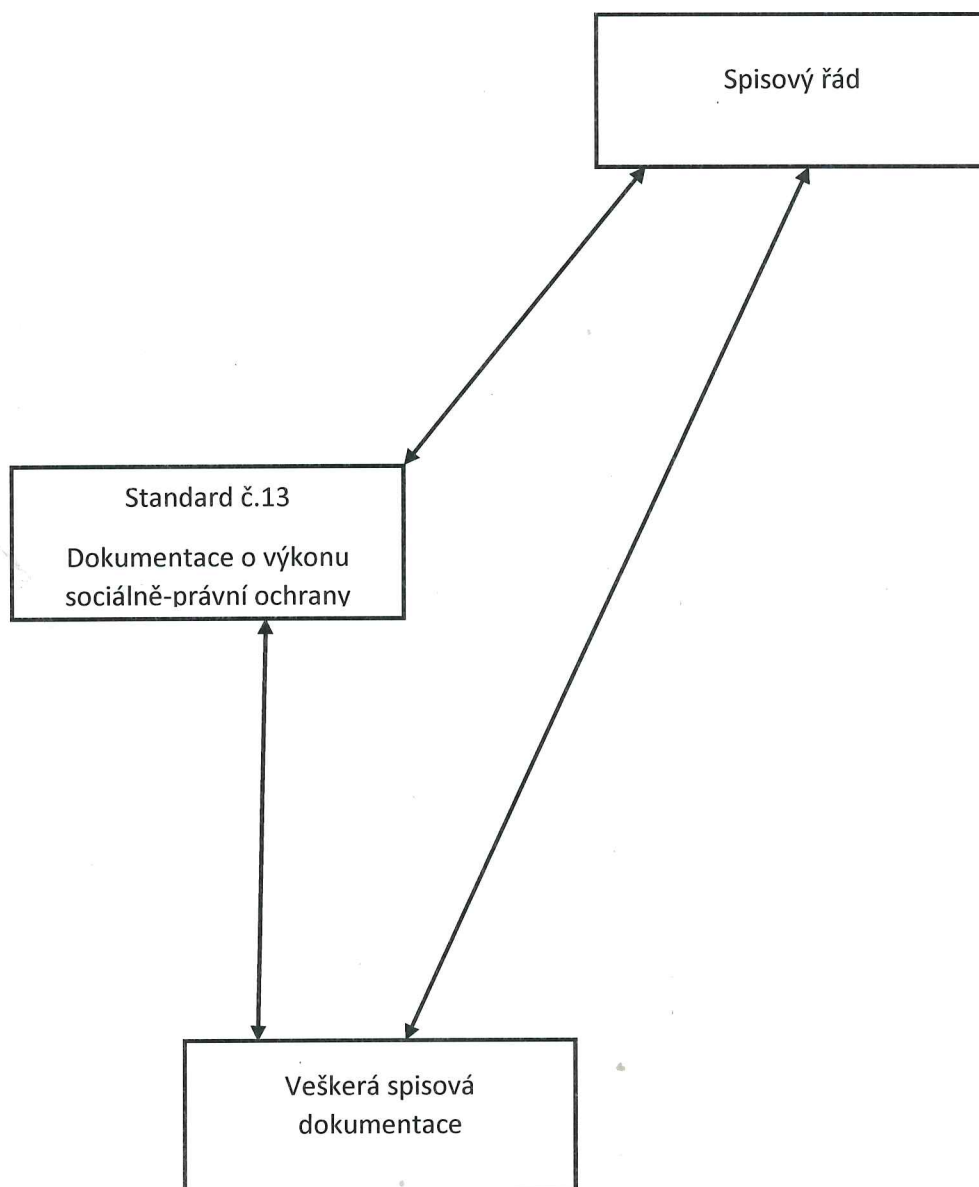 Spisový řád
Standard č.13
Dokumentace o výkonu
sociálně-právní ochrany
Veškerá spisová
dokumentace